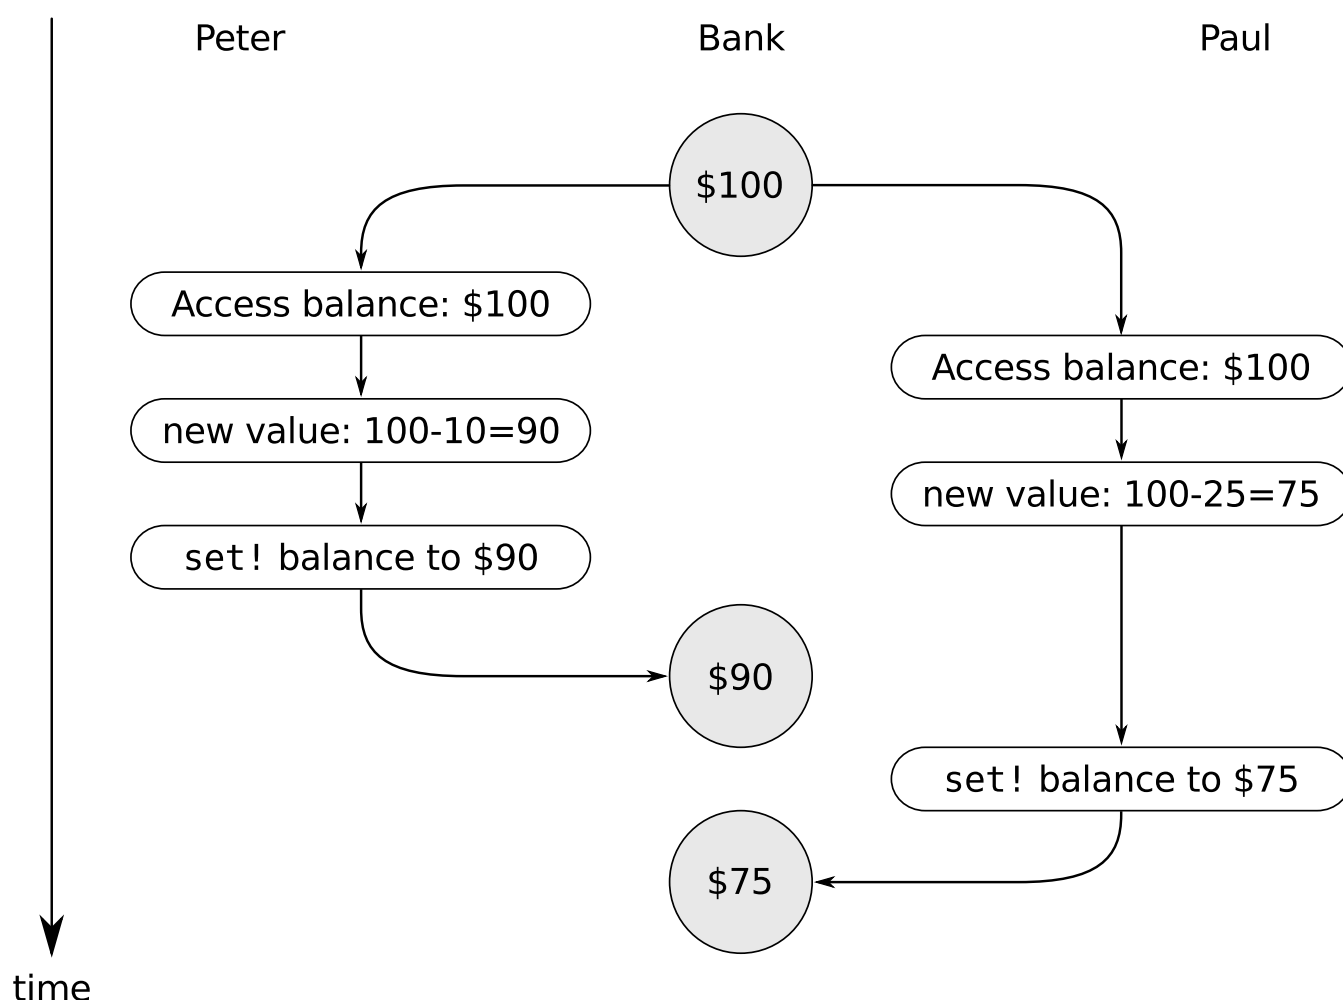 Peter
Bank
Paul
$100
Access balance: $100
Access balance: $100
new value: 100-10=90
new value: 100-25=75
set! balance to $90
$90
set! balance to $75
$75
time